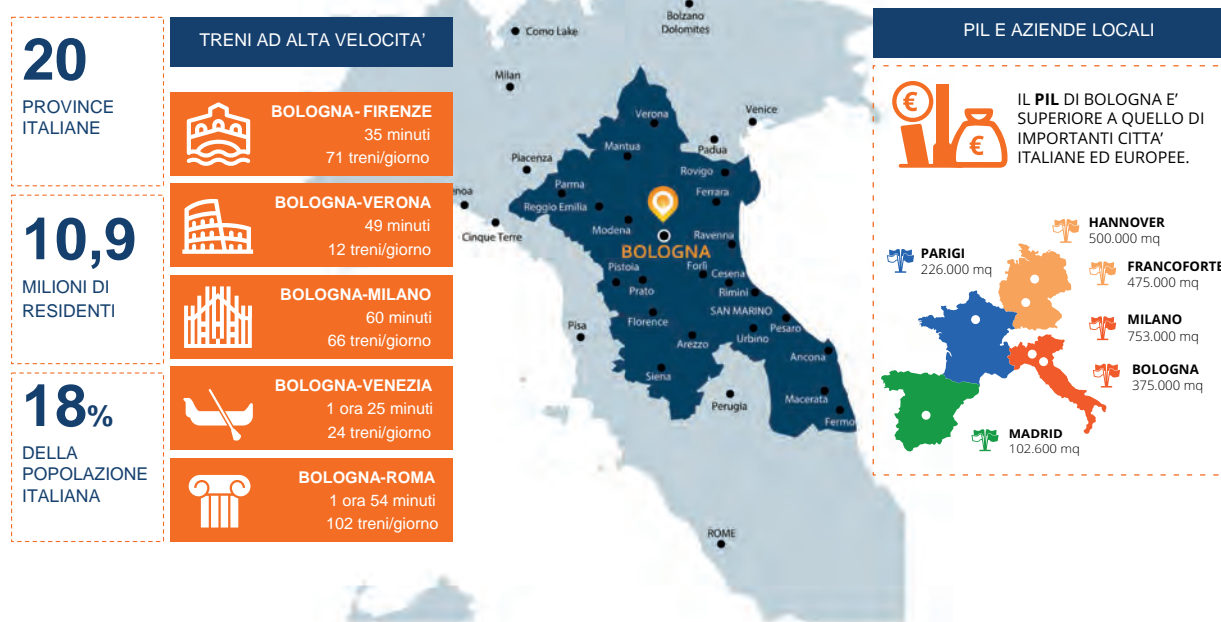 20
PROVINCE
ITALIANE
10,9
MILIONI DI
RESIDENTI
18%
DELLA
POPOLAZIONE
ITALIANA
TRENI AD ALTA VELOCITA'
BOLOGNA- FIRENZE
35 minuti
71 treni/giorno
BOLOGNA-VERONA
49 minuti
12 treni/giorno
BOLOGNA-MILANO
60 minuti
66 treni/giorno
BOLOGNA-VENEZIA
1 ora 25 minuti
24 treni/giorno
BOLOGNA-ROMA
1 ora 54 minuti
102 treni/giorno
Bolzano
Dolomites
Como Lake
Milan
Verona
Venice
Mantua
Padua
Piacenza
Rovigo
Parma
Ferrara
noa
Reggio Emilia
Modena
Ravenna
Cinque Terre
BOLOGNA
Pistoia
Forlì
Cesena
Prato
Rimini
SAN MARINO
Florence
Pisa
Pesaro
Urbino
Arezzo
Ancona
Siena
Perugia
Macerata
Fermo
ROME
PIL E AZIENDE LOCALI
IL PIL DI BOLOGNA E'
SUPERIORE A QUELLO DI
IMPORTANTI CITTA'
ITALIANE ED EUROPEE.
HANNOVER
500.000 mq
PARIGI
226.000 mq
FRANCOFORTE
475.000 mq
MILANO
753.000 mq
BOLOGNA
375.000 mq
MADRID
102.600 mq